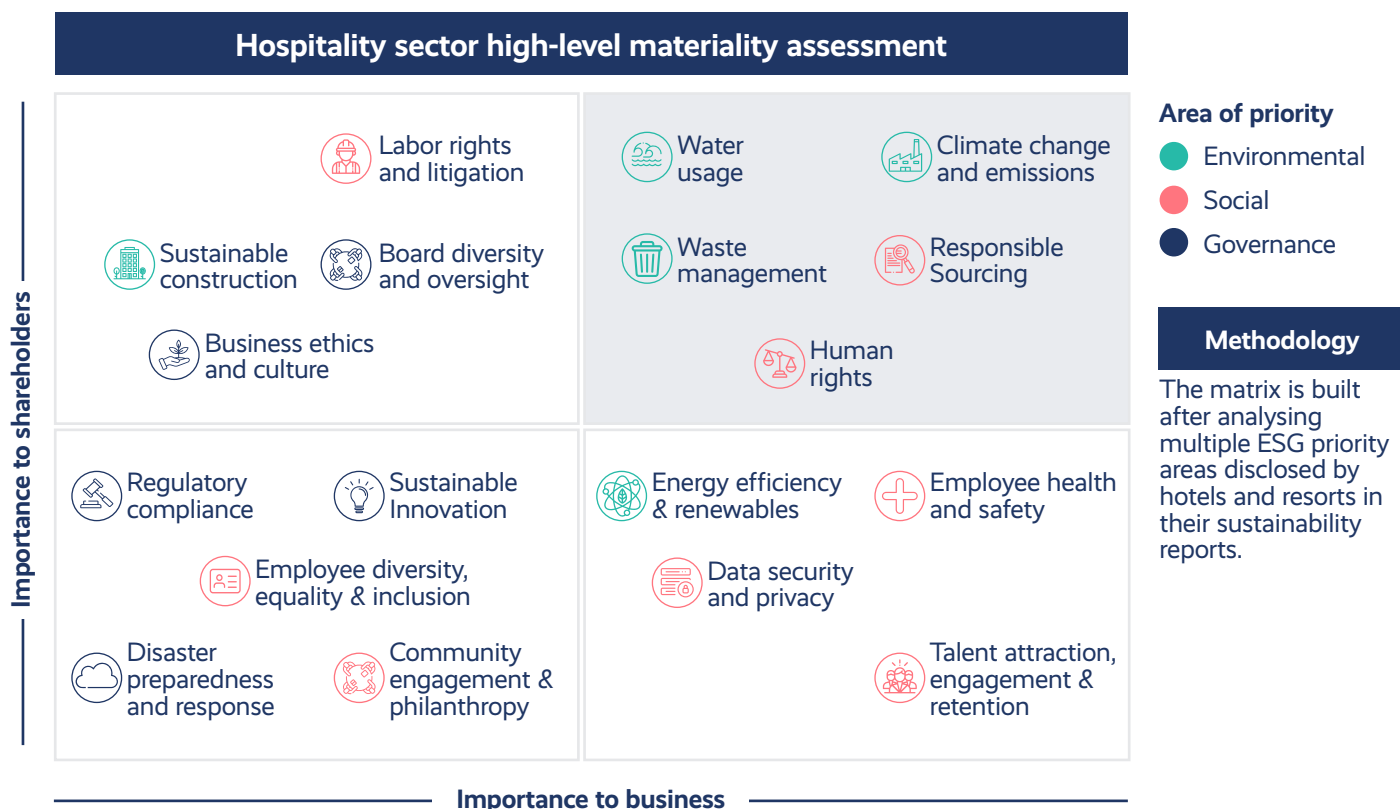 Hospitality sector high-level materiality assessment
Importance to shareholders
Labor rights
and litigation
Sustainable
construction
Board diversity
and oversight
Business ethics
and culture
Water
usage
Climate change
and emissions
Waste
management
Responsible
Sourcing
Human
rights
Regulatory
compliance
Sustainable
Innovation
Employee diversity,
equality & inclusion
Disaster
preparedness
and response
Community
engagement &
philanthropy
Energy efficiency
& renewables
Employee health
and safety
Data security
and privacy
Talent attraction,
engagement &
retention
Importance to business
Area of priority
Environmental
Social
Governance
Methodology
The matrix is built
after analysing
multiple ESG priority
areas disclosed by
hotels and resorts in
their sustainability
reports.